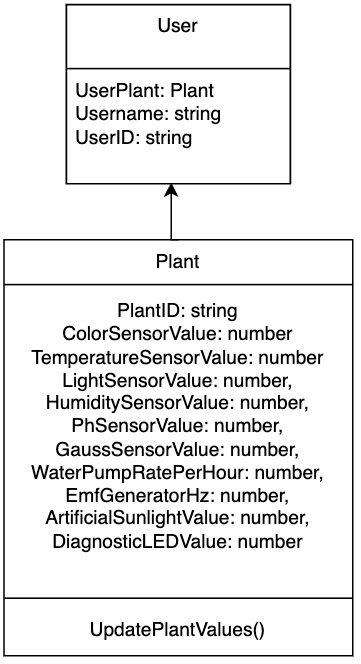 User
UserPlant: Plant
Username: string
UserID: string
Plant
PlantID: string
ColorSensorValue: number
TemperatureSensorValue: number
LightSensorValue: number,
HumiditySensorValue: number,
PhSensorValue: number,
GaussSensorValue: number,
WaterPumpRatePerHour: number,
EmfGeneratorHz: number,
ArtificialSunlightValue: number,
DiagnosticLEDValue: number
UpdatePlantValues()